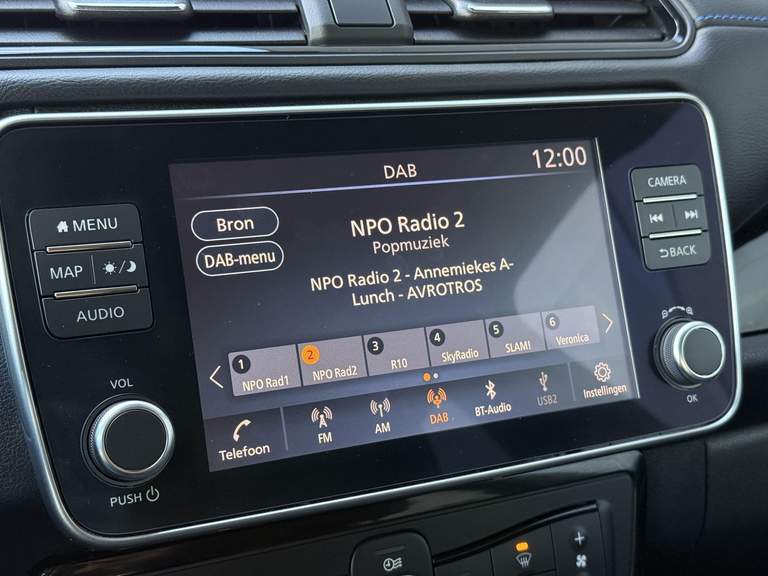 DAB
12:00
Bron
DAB-menu
NPO Radio 2
Popmuziek
NPO Radio 2 - Annemiekes A-
Lunch - AVROTROS
1 NPO Rad1
2 NPO Rad2
3 R10
4 SkyRadio
5 SLAM!
6 Veronica
Telefoon
FM
AM
DAB
BT-Audio
USB2
Instellingen
MENU
MAP
AUDIO
VOL
PUSH
CAMERA
BACK
OK